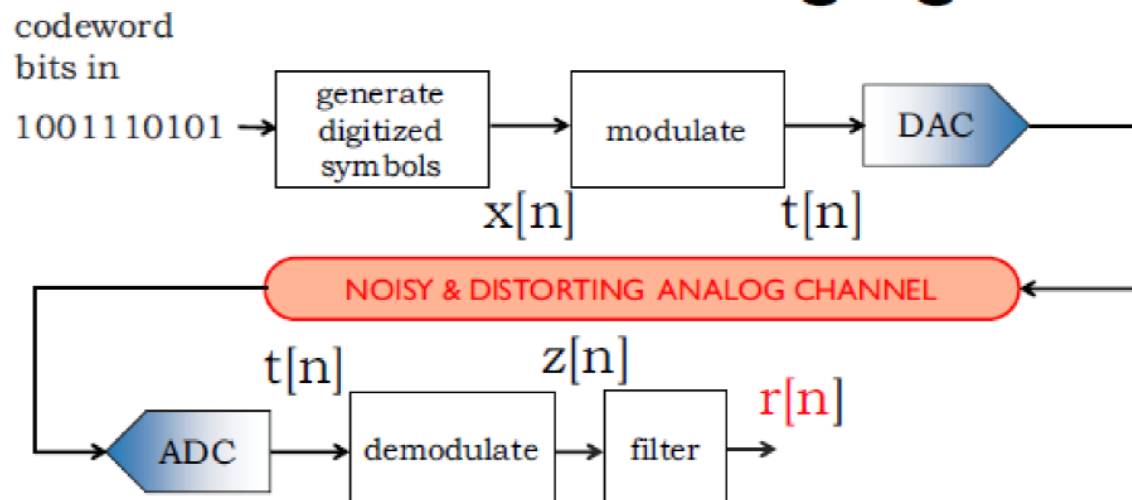 codeword
bits in
1001110101
generate
digitized
symbols
modulate
DAC
x[n]
t[n]
NOISY & DISTORTING ANALOG CHANNEL
t[n]
z[n]
r[n]
ADC
demodulate
filter